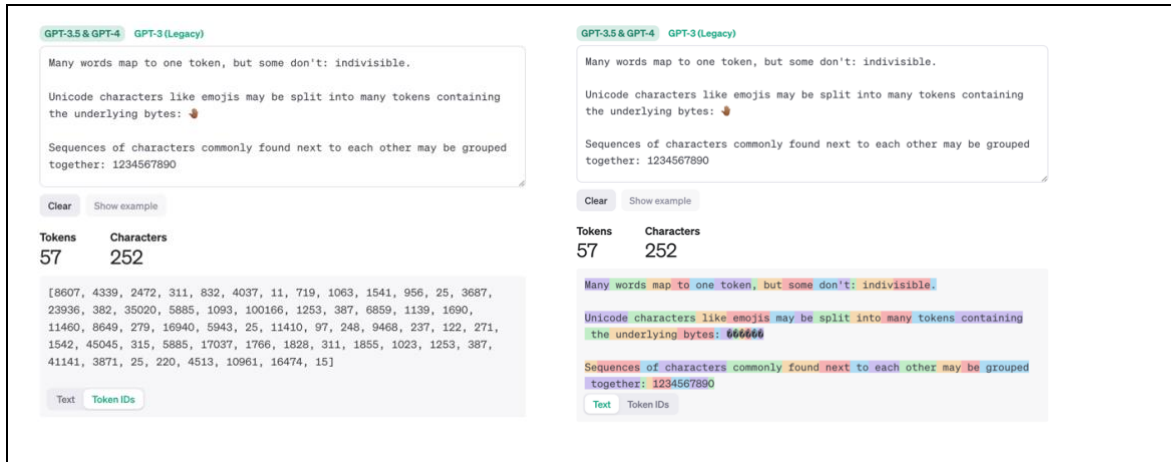 GPT-3.5 & GPT-4 GPT-3 (Legacy)
Many words map to one token, but some don't: indivisible.
Unicode characters like emojis may be split into many tokens containing
the underlying bytes: 🤚🏾
Sequences of characters commonly found next to each other may be grouped
together: 1234567890
Clear Show example
Tokens Characters
57 252
[8607, 4339, 2472, 311, 832, 4037, 11, 719, 1063, 1541, 956, 25, 3687,
23936, 382, 35020, 5885, 1093, 100166, 1253, 387, 6859, 1139, 1690,
11460, 8649, 279, 16940, 5943, 25, 11410, 97, 248, 9468, 237, 122, 271,
1542, 45045, 315, 5885, 17037, 1766, 1828, 311, 1855, 1023, 1253, 387,
41141, 3871, 25, 220, 4513, 10961, 16474, 15]
Text Token IDs
GPT-3.5 & GPT-4 GPT-3 (Legacy)
Many words map to one token, but some don't: indivisible.
Unicode characters like emojis may be split into many tokens containing
the underlying bytes: 🤚🏾
Sequences of characters commonly found next to each other may be grouped
together: 1234567890
Clear Show example
Tokens Characters
57 252
Many words map to one token, but some don't: indivisible.
Unicode characters like emojis may be split into many tokens containing
the underlying bytes: ������
Sequences of characters commonly found next to each other may be grouped
together: 1234567890
Text Token IDs